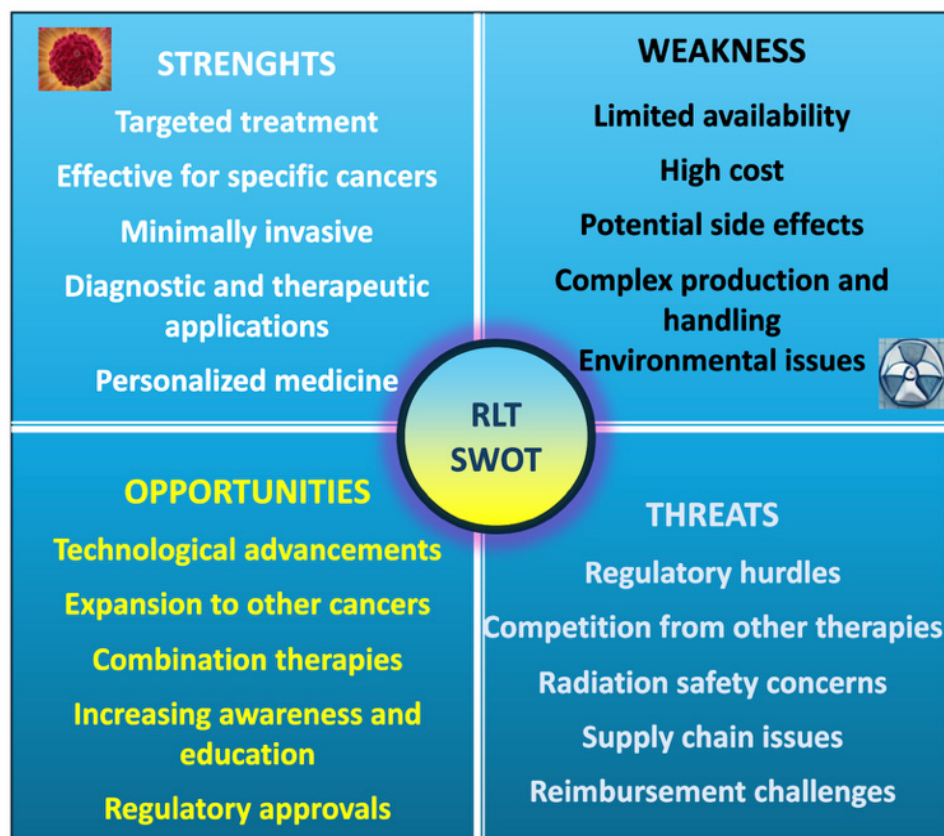 STRENGHTS
Targeted treatment
Effective for specific cancers
Minimally invasive
Diagnostic and therapeutic
applications
Personalized medicine
WEAKNESS
Limited availability
High cost
Potential side effects
Complex production and
handling
Environmental issues
RLT
SWOT
OPPORTUNITIES
Technological advancements
Expansion to other cancers
Combination therapies
Increasing awareness and
education
Regulatory approvals
THREATS
Regulatory hurdles
Competition from other therapies
Radiation safety concerns
Supply chain issues
Reimbursement challenges